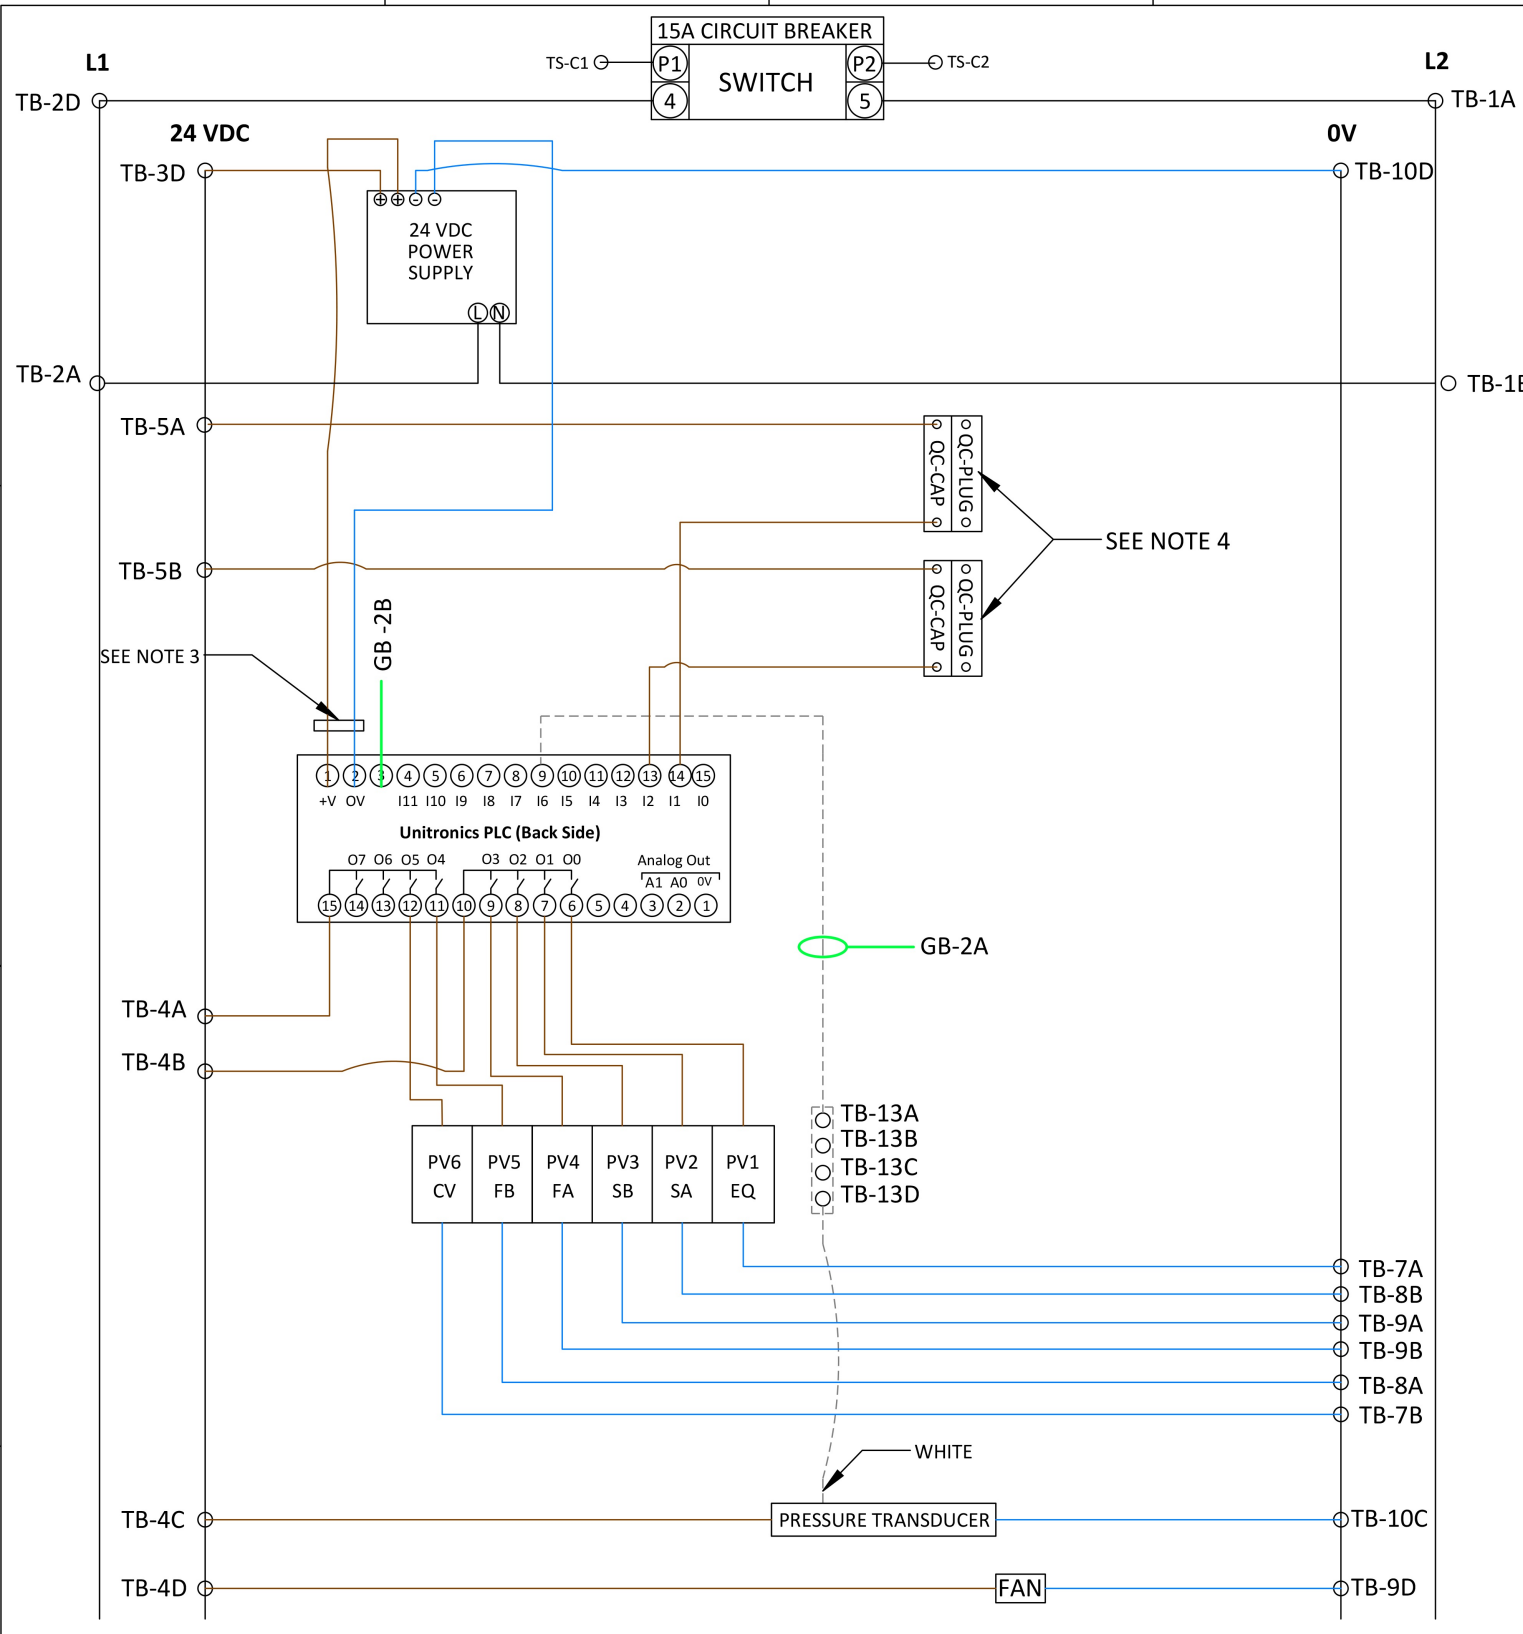 15A CIRCUIT BREAKER
L1
TS-C1
P1
SWITCH
P2
TS-C2
L2
TB-2D
4
5
TB-1A
24 VDC
0V
TB-3D
TB-10D
+ + - -
24 VDC
POWER
SUPPLY
L N
TB-2A
TB-1E
TB-5A
QC-CAP
QC-PLUG
SEE NOTE 4
TB-5B
QC-CAP
QC-PLUG
GB -2B
SEE NOTE 3
1 2 3 4 5 6 7 8 9 10 11 12 13 14 15
+V OV I11 I10 I9 I8 I7 I6 I5 I4 I3 I2 I1 I0
Unitronics PLC (Back Side)
O7 O6 O5 O4 O3 O2 O1 O0 Analog Out
A1 A0 0V
15 14 13 12 11 10 9 8 7 6 5 4 3 2 1
GB-2A
TB-4A
TB-4B
TB-13A
TB-13B
TB-13C
TB-13D
PV6 PV5 PV4 PV3 PV2 PV1
CV FB FA SB SA EQ
TB-7A
TB-8B
TB-9A
TB-9B
TB-8A
TB-7B
WHITE
TB-4C
PRESSURE TRANSDUCER
TB-10C
TB-4D
FAN
TB-9D